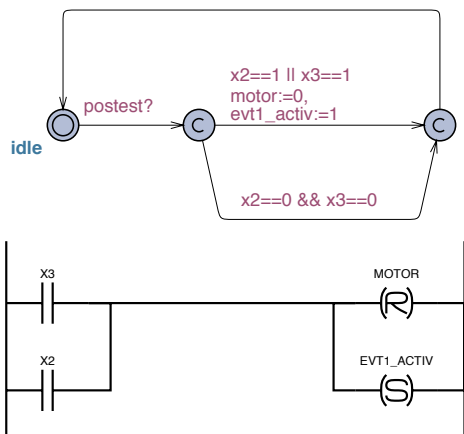 x2==1 || x3==1
motor:=0,
evt1_activ:=1
postest?
C
C
idle
x2==0 && x3==0
X3
MOTOR
R
X2
EVT1_ACTIV
S